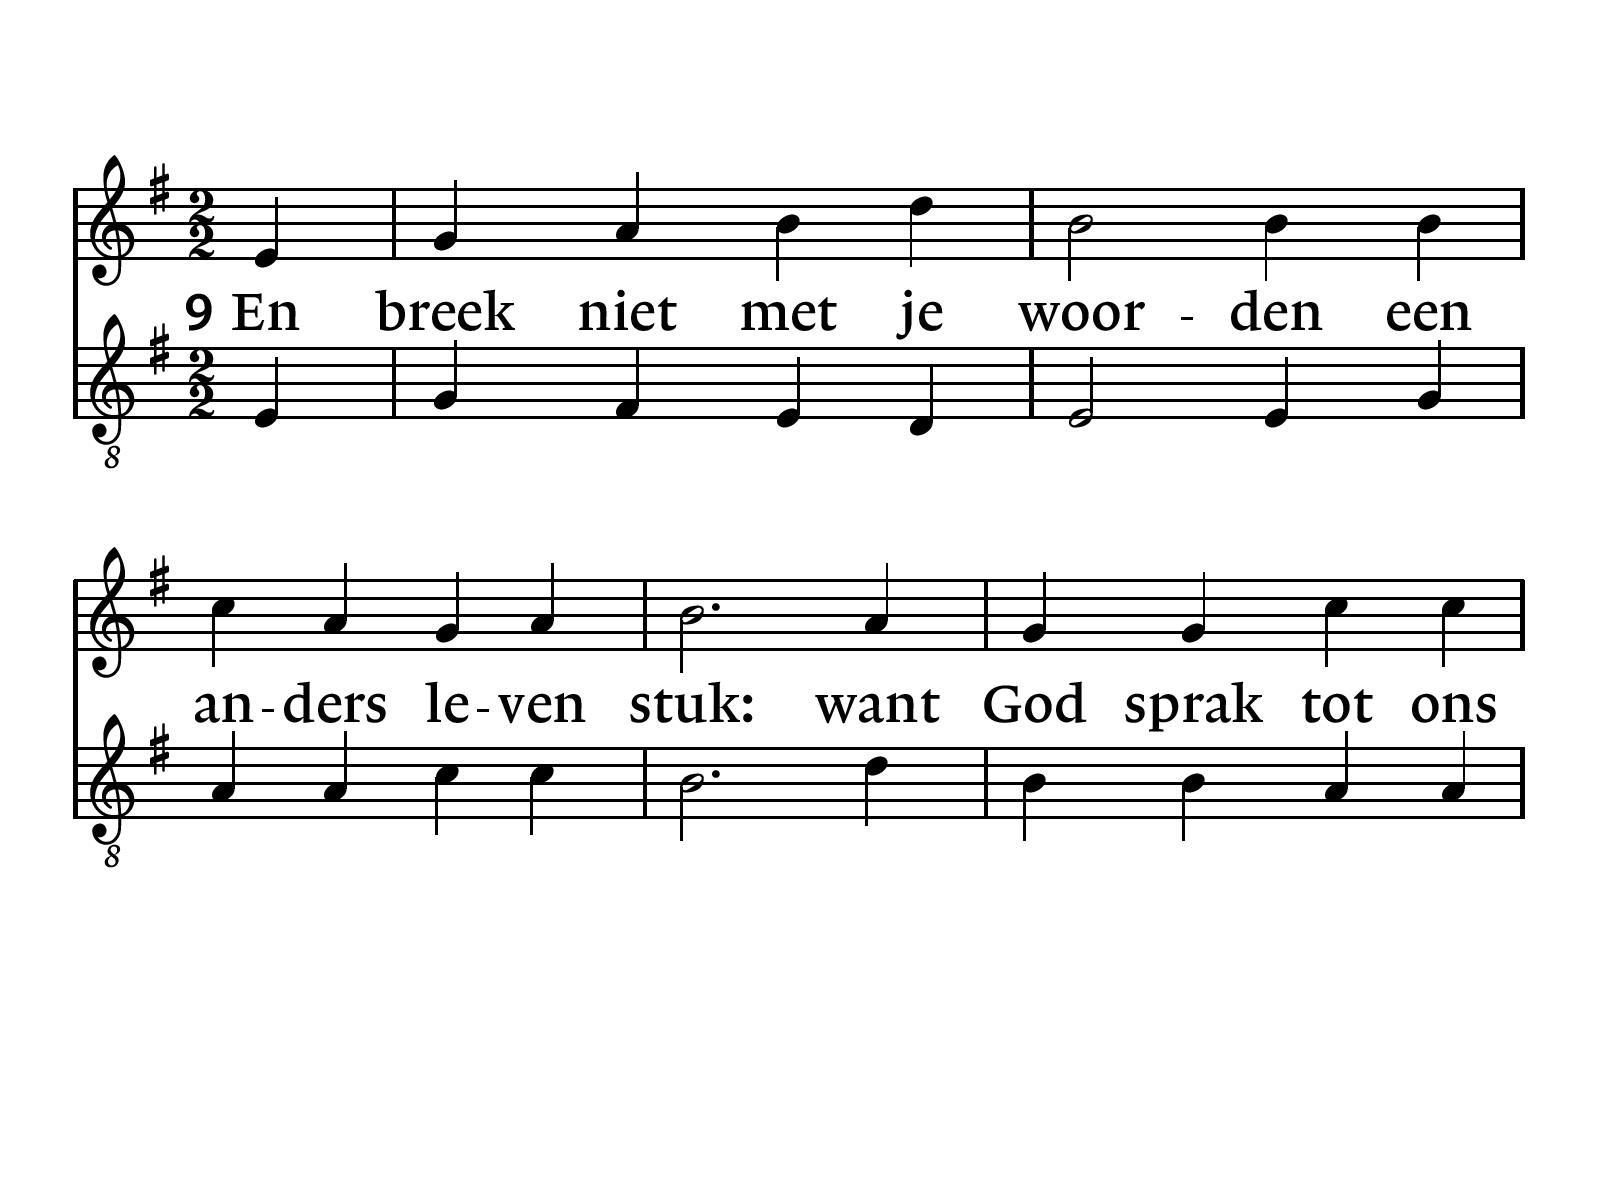 9 En breek niet met je woor - den een
an - ders le - ven stuk: want God sprak tot ons